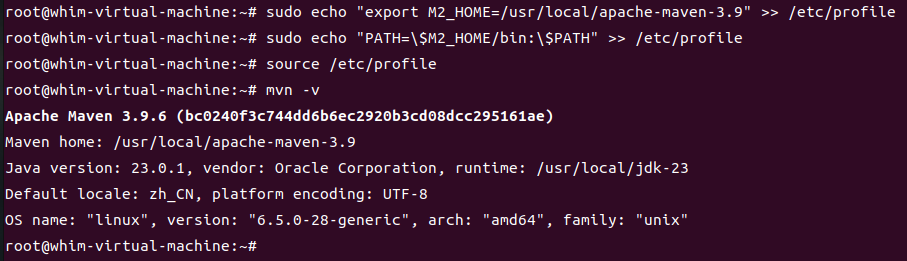 root@whim-virtual-machine:~# sudo echo "export M2_HOME=/usr/local/apache-maven-3.9" >> /etc/profile
root@whim-virtual-machine:~# sudo echo "PATH=\$M2_HOME/bin:\$PATH" >> /etc/profile
root@whim-virtual-machine:~# source /etc/profile
root@whim-virtual-machine:~# mvn -v
Apache Maven 3.9.6 (bc0240f3c744dd6b6ec2920b3cd08dcc295161ae)
Maven home: /usr/local/apache-maven-3.9
Java version: 23.0.1, vendor: Oracle Corporation, runtime: /usr/local/jdk-23
Default locale: zh_CN, platform encoding: UTF-8
OS name: "linux", version: "6.5.0-28-generic", arch: "amd64", family: "unix"
root@whim-virtual-machine:~#